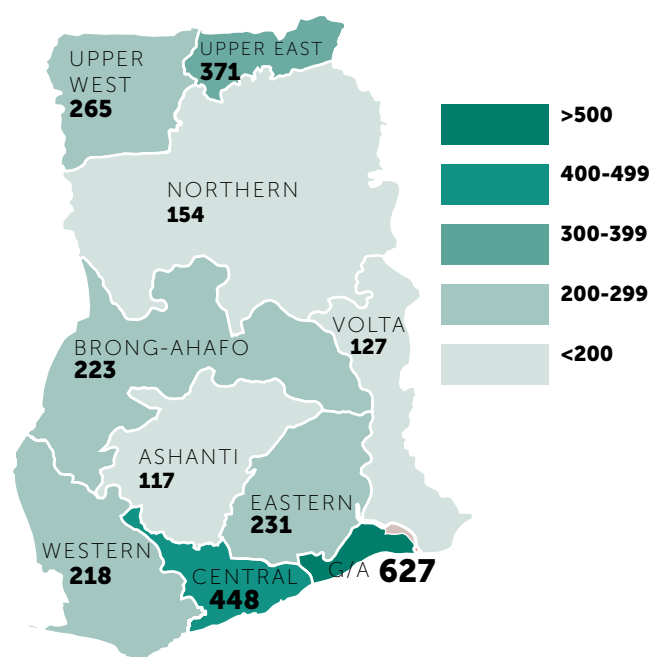 UPPER
WEST
265
UPPER EAST
371
NORTHERN
154
VOLTA
127
BRONG-AHAFO
223
ASHANTI
117
EASTERN
231
WESTERN
218
CENTRAL
448
G/A 627
>500
400-499
300-399
200-299
<200